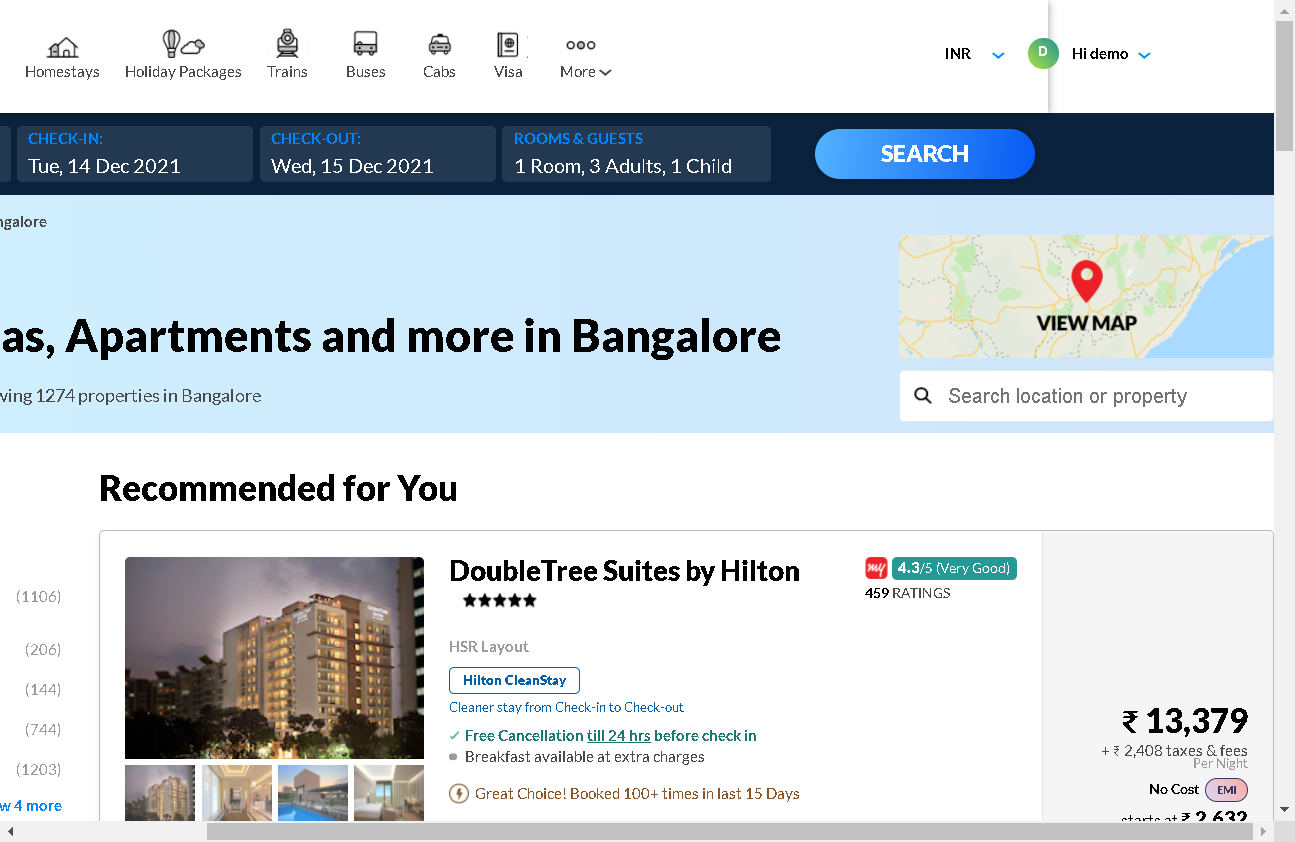 Homestays
Holiday Packages
Trains
Buses
Cabs
Visa
More
INR
D
Hi demo
CHECK-IN:
Tue, 14 Dec 2021
CHECK-OUT:
Wed, 15 Dec 2021
ROOMS & GUESTS
1 Room, 3 Adults, 1 Child
SEARCH
ngalore
VIEW MAP
as, Apartments and more in Bangalore
wing 1274 properties in Bangalore
Search location or property
Recommended for You
(1106)
(206)
(144)
(744)
(1203)
w 4 more
DoubleTree Suites by Hilton
my 4.3/5 (Very Good)
459 RATINGS
HSR Layout
Hilton CleanStay
Cleaner stay from Check-in to Check-out
Free Cancellation till 24 hrs before check in
Breakfast available at extra charges
Great Choice! Booked 100+ times in last 15 Days
₹ 13,379
+ ₹ 2,408 taxes & fees
Per Night
No Cost EMI
starts at ₹ 2,632